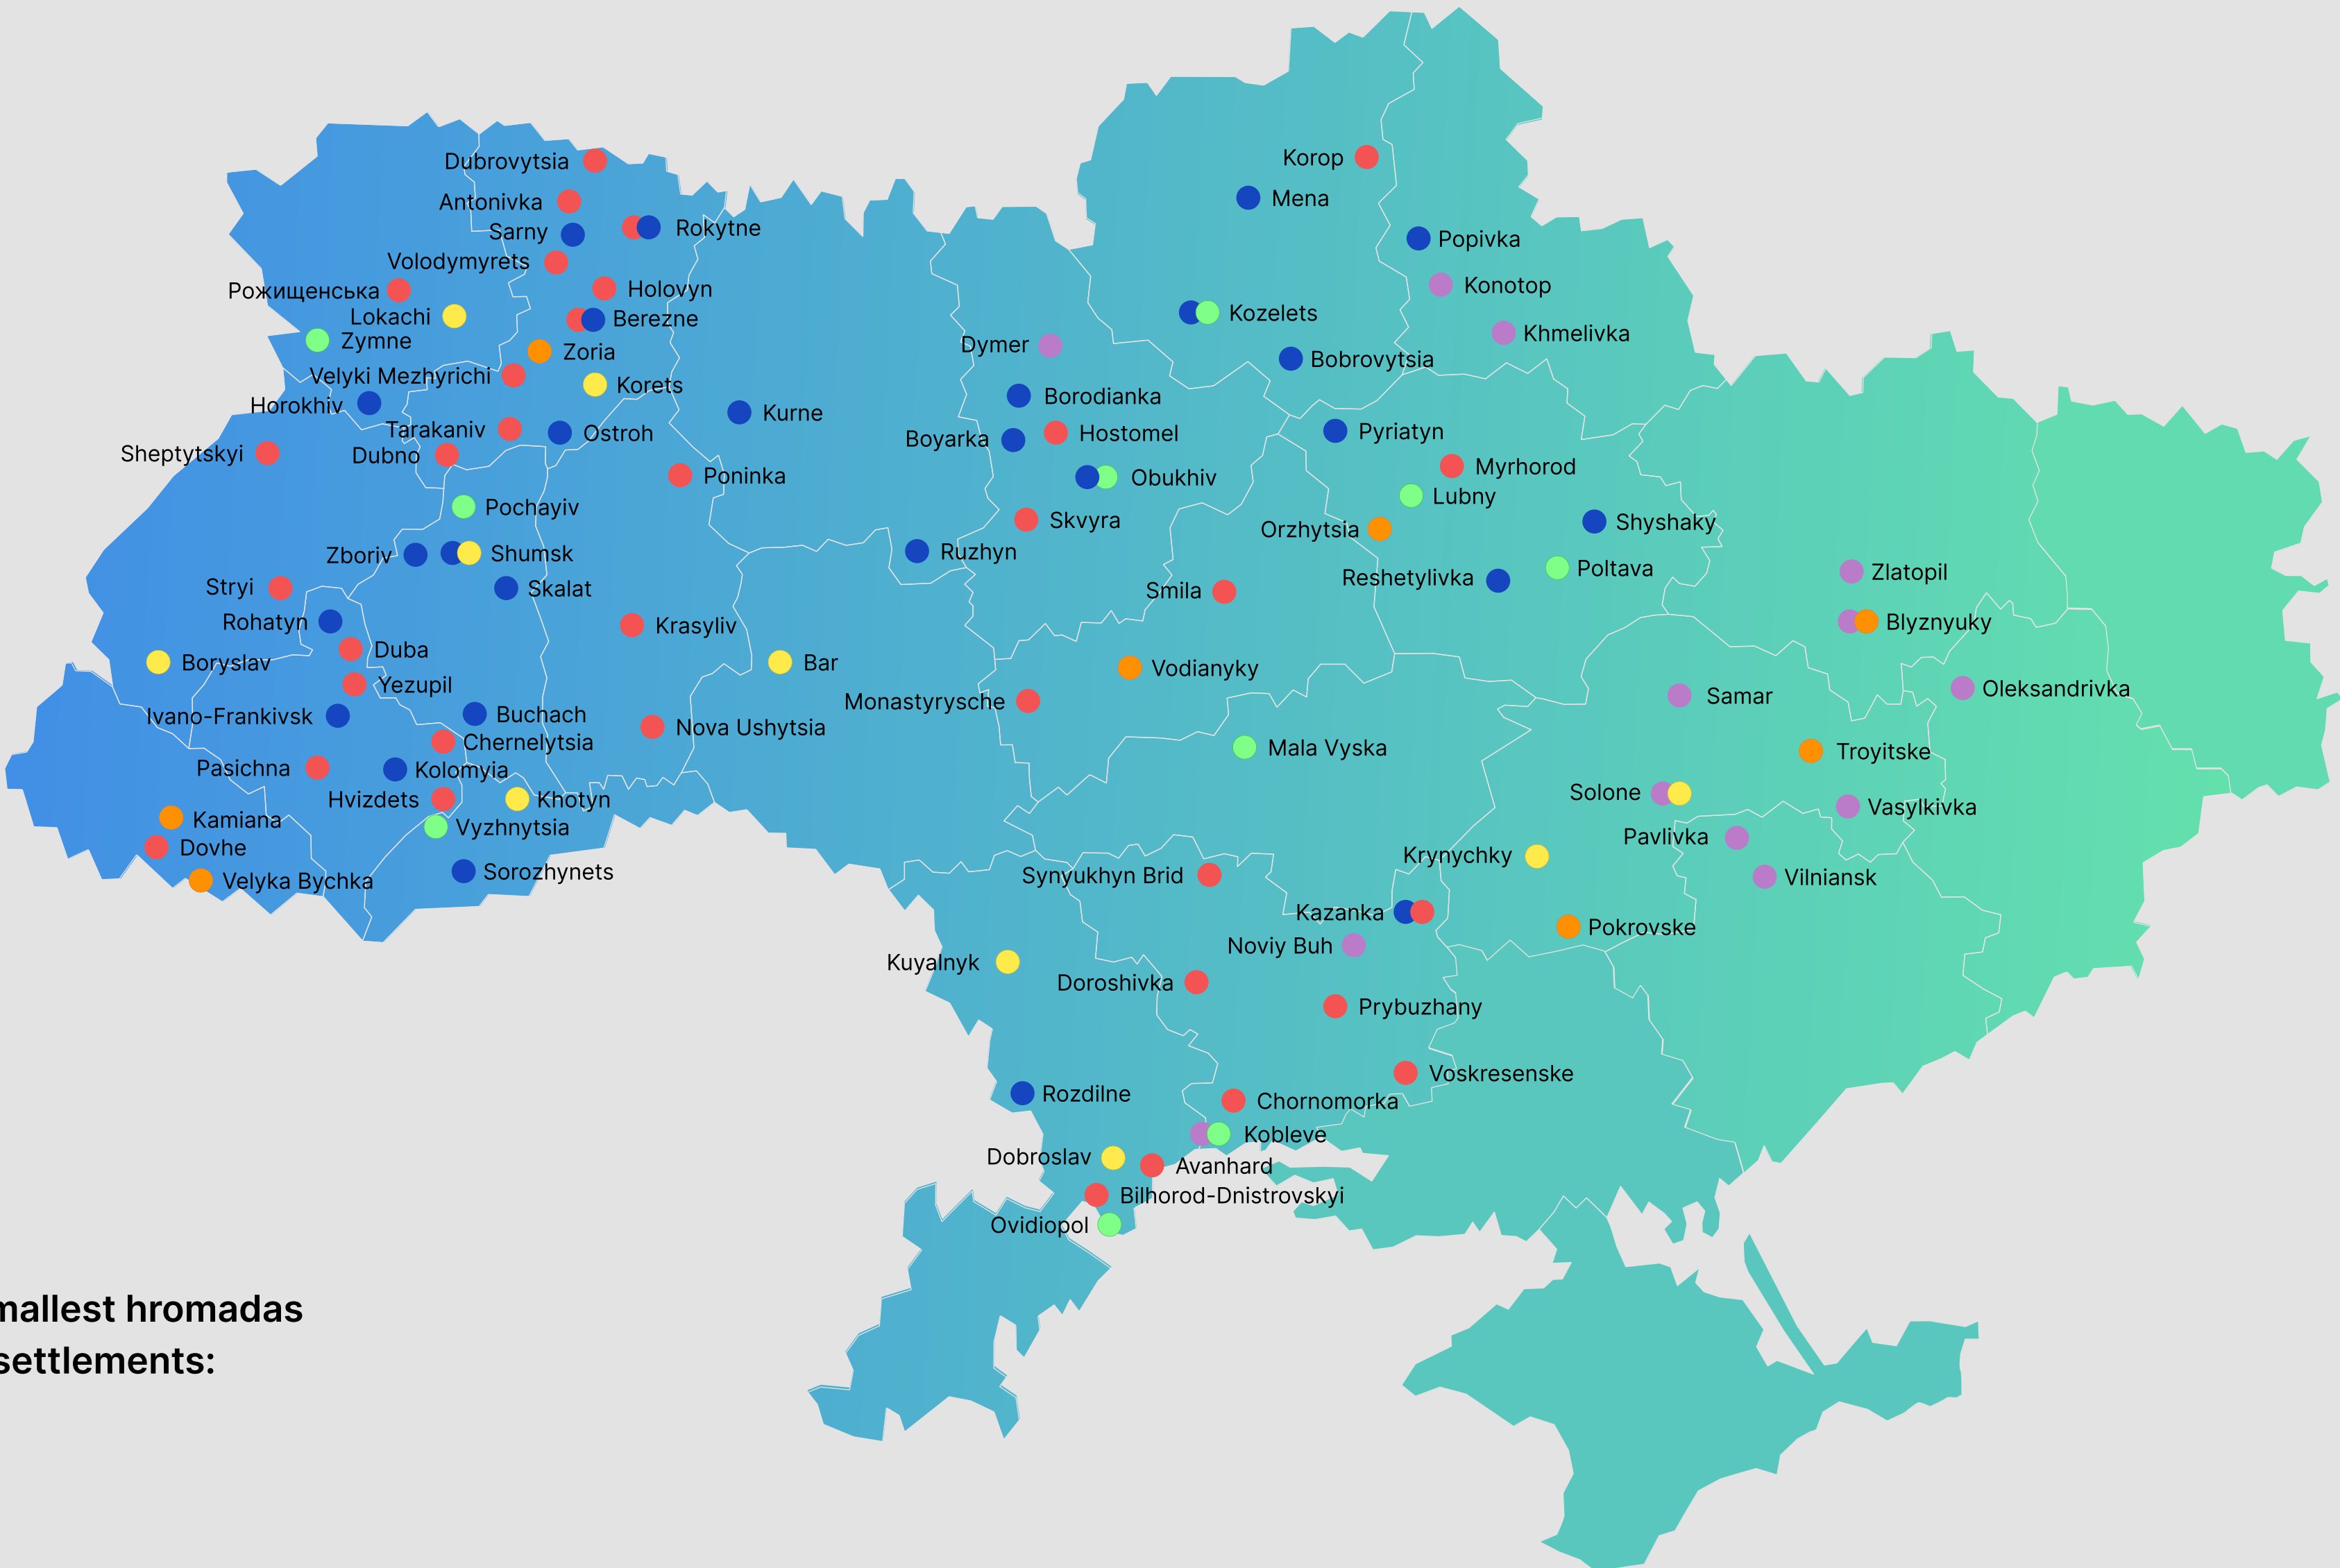 Dubrovytsia
Korop
Antonivka
Mena
Sarny
Rokytne
Popivka
Volodymyrets
Konotop
Рожищенська
Holovyn
Lokachi
Berezne
Kozelets
Khmelivka
Zymne
Zoria
Dymer
Bobrovytsia
Velyki Mezhyrichi
Korets
Borodianka
Horokhiv
Kurne
Tarakaniv
Ostroh
Boyarka
Hostomel
Pyriatyn
Sheptytskyi
Dubno
Poninka
Obukhiv
Myrhorod
Lubny
Pochayiv
Skvyra
Orzhytsia
Shyshaky
Zboriv
Shumsk
Ruzhyn
Reshetylivka
Poltava
Zlatopil
Stryi
Skalat
Smila
Rohatyn
Krasyliv
Blyznyuky
Duba
Boryslav
Bar
Vodianyky
Yezupil
Monastyrysche
Samar
Oleksandrivka
Ivano-Frankivsk
Buchach
Nova Ushytsia
Chernelytsia
Mala Vyska
Troyitske
Pasichna
Kolomyia
Hvizdets
Khotyn
Solone
Vasylkivka
Kamiana
Vyzhnytsia
Pavlivka
Dovhe
Krynychky
Velyka Bychka
Sorozhynets
Synyukhyn Brid
Vilniansk
Kazanka
Pokrovske
Noviy Buh
Kuyalnyk
Doroshivka
Prybuzhany
Voskresenske
Rozdilne
Chornomorka
Kobleve
Dobroslav
Avanhard
Bilhorod-Dnistrovskyi
Ovidiopol
mallest hromadas
settlements: